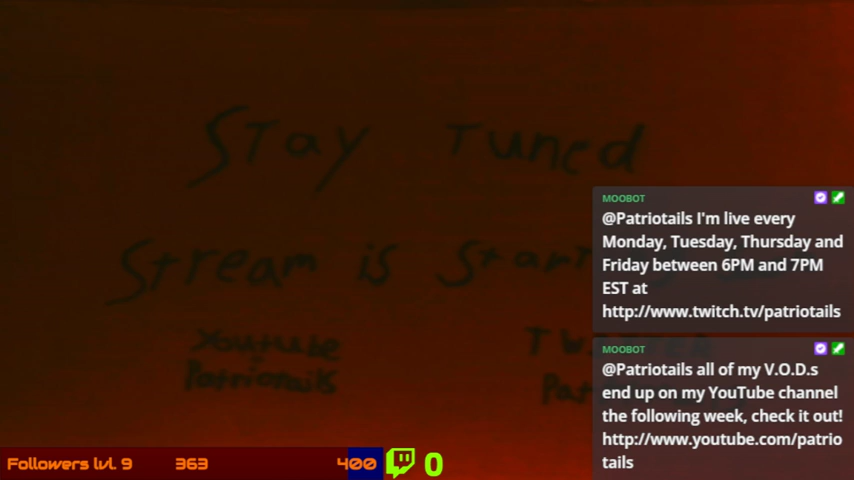 Stay Tuned
Stream is Start
Youtube
Patriotails
MOOBOT
@Patriotails I'm live every
Monday, Tuesday, Thursday and
Friday between 6PM and 7PM
EST at
http://www.twitch.tv/patriotails
MOOBOT
@Patriotails all of my V.O.D.s
end up on my YouTube channel
the following week, check it out!
http://www.youtube.com/patrio
tails
Followers lvl. 9 363 400 0